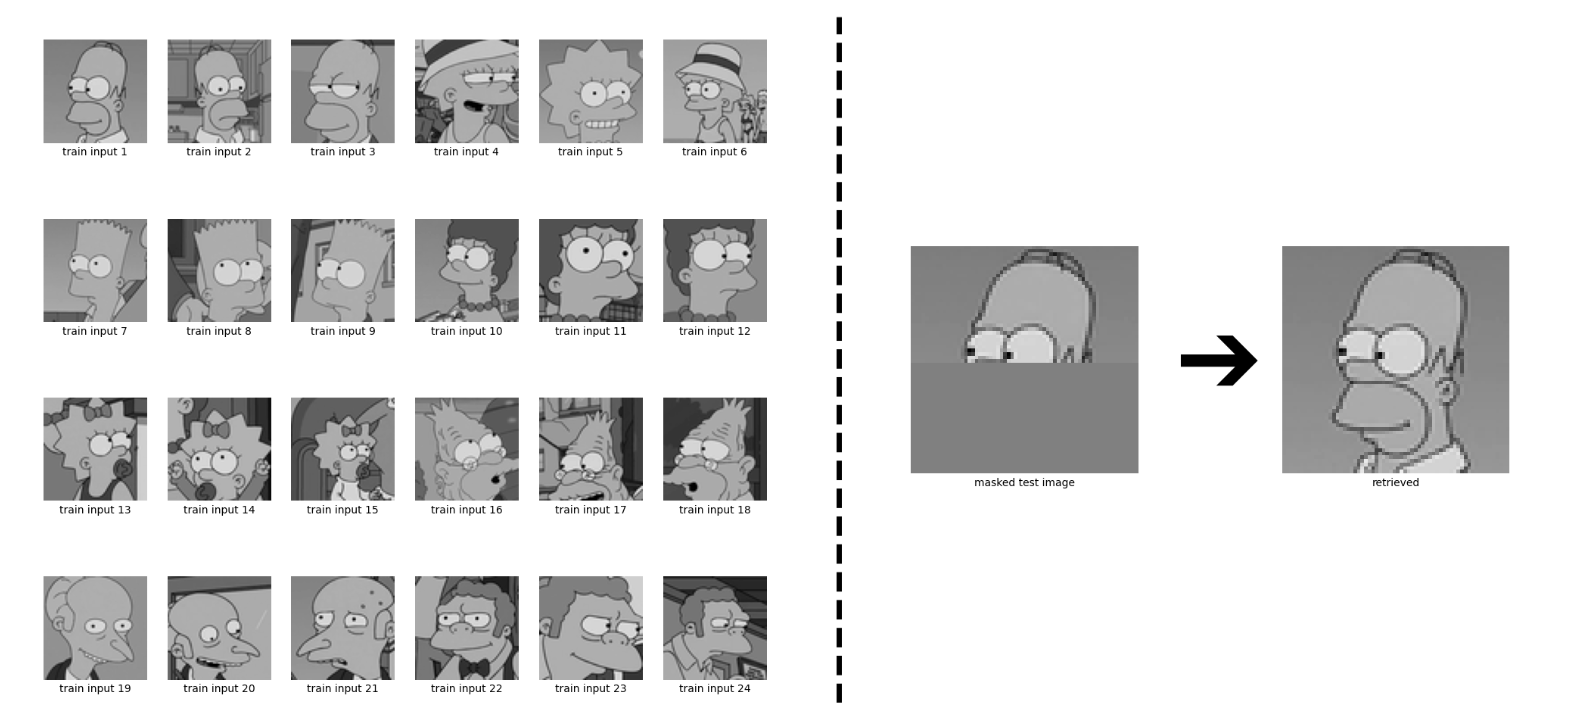 train input 1
train input 2
train input 3
train input 4
train input 5
train input 6
train input 7
train input 8
train input 9
train input 10
train input 11
train input 12
train input 13
train input 14
train input 15
train input 16
train input 17
train input 18
train input 19
train input 20
train input 21
train input 22
train input 23
train input 24
masked test image
retrieved